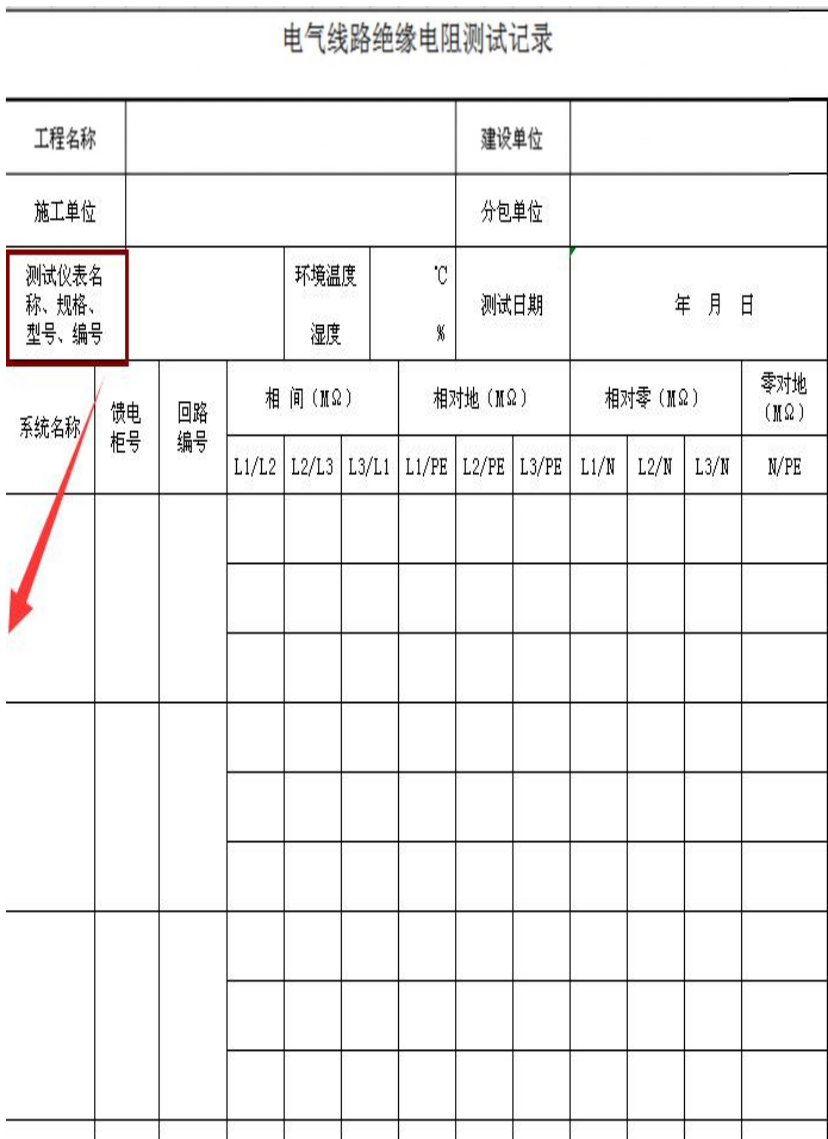 电气线路绝缘电阻测试记录
工程名称
建设单位
施工单位
分包单位
测试仪表名
称、规格、
型号、编号
环境温度
℃
湿度
%
测试日期
年 月 日
系统名称
馈电
柜号
回路
编号
相 间（MΩ）
相对地（MΩ）
相对零（MΩ）
零对地
（MΩ）
L1/L2 L2/L3 L3/L1 L1/PE L2/PE L3/PE L1/N L2/N L3/N N/PE